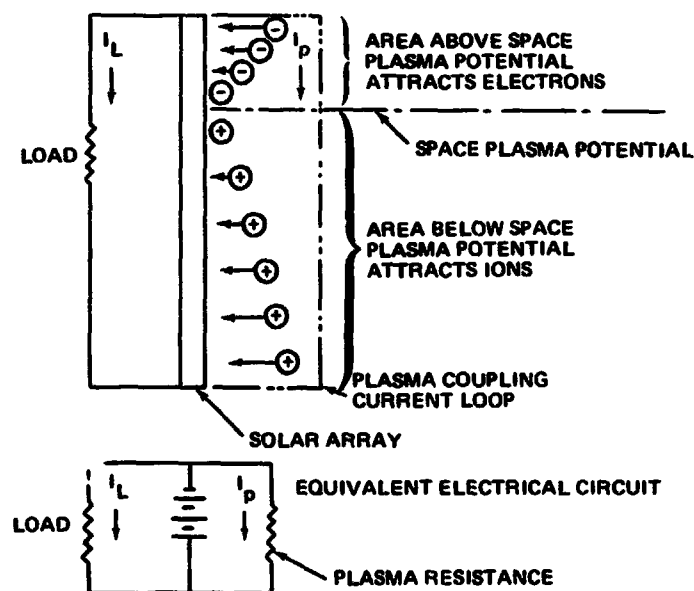 I_L
I_p
AREA ABOVE SPACE
PLASMA POTENTIAL
ATTRACTS ELECTRONS
LOAD
SPACE PLASMA POTENTIAL
AREA BELOW SPACE
PLASMA POTENTIAL
ATTRACTS IONS
PLASMA COUPLING
CURRENT LOOP
SOLAR ARRAY
I_L
I_p
EQUIVALENT ELECTRICAL CIRCUIT
LOAD
PLASMA RESISTANCE